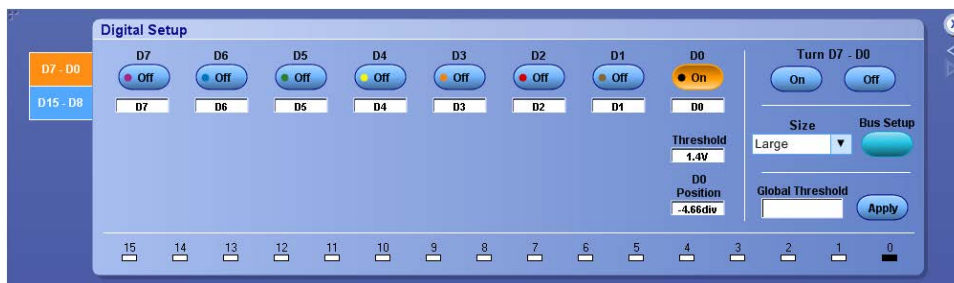 Digital Setup
D7 - D0
D15 - D8
D7 D6 D5 D4 D3 D2 D1 D0
Off Off Off Off Off Off Off On
D7 D6 D5 D4 D3 D2 D1 D0
Threshold
1.4V
D0
Position
-4.66div
Turn D7 - D0
On Off
Size
Large
Bus Setup
Global Threshold
Apply
15 14 13 12 11 10 9 8 7 6 5 4 3 2 1 0